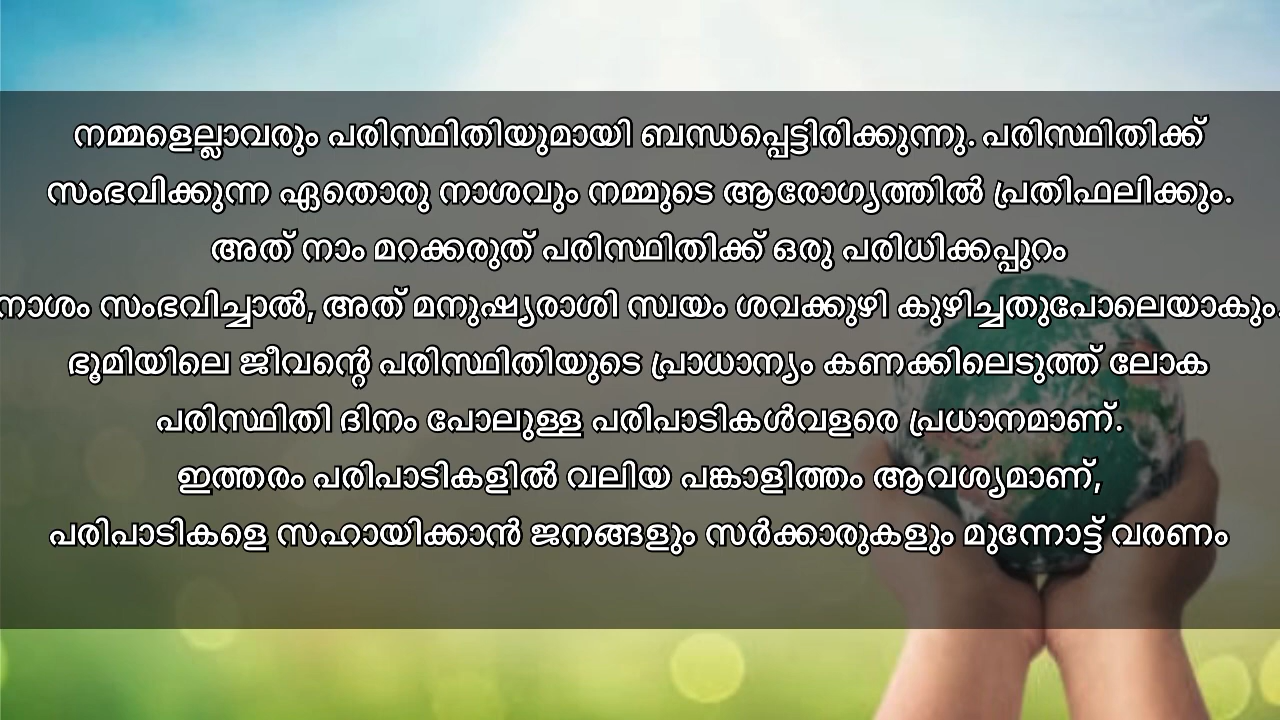 നമ്മളെല്ലാവരും പരിസ്ഥിതിയുമായി ബന്ധപ്പെട്ടിരിക്കുന്നു. പരിസ്ഥിതിക്ക്
സംഭവിക്കുന്ന ഏതൊരു നാശവും നമ്മുടെ ആരോഗ്യത്തിൽ പ്രതിഫലിക്കും.
അത് നാം മറക്കരുത് പരിസ്ഥിതിക്ക് ഒരു പരിധിക്കപ്പുറം
നാശം സംഭവിച്ചാൽ, അത് മനുഷ്യരാശി സ്വയം ശവക്കുഴി കുഴിച്ചതുപോലെയാകും.
ഭൂമിയിലെ ജീവന്റെ പരിസ്ഥിതിയുടെ പ്രാധാന്യം കണക്കിലെടുത്ത് ലോക
പരിസ്ഥിതി ദിനം പോലുള്ള പരിപാടികൾവളരെ പ്രധാനമാണ്.
ഇത്തരം പരിപാടികളിൽ വലിയ പങ്കാളിത്തം ആവശ്യമാണ്,
പരിപാടികളെ സഹായിക്കാൻ ജനങ്ങളും സർക്കാരുകളും മുന്നോട്ട് വരണം